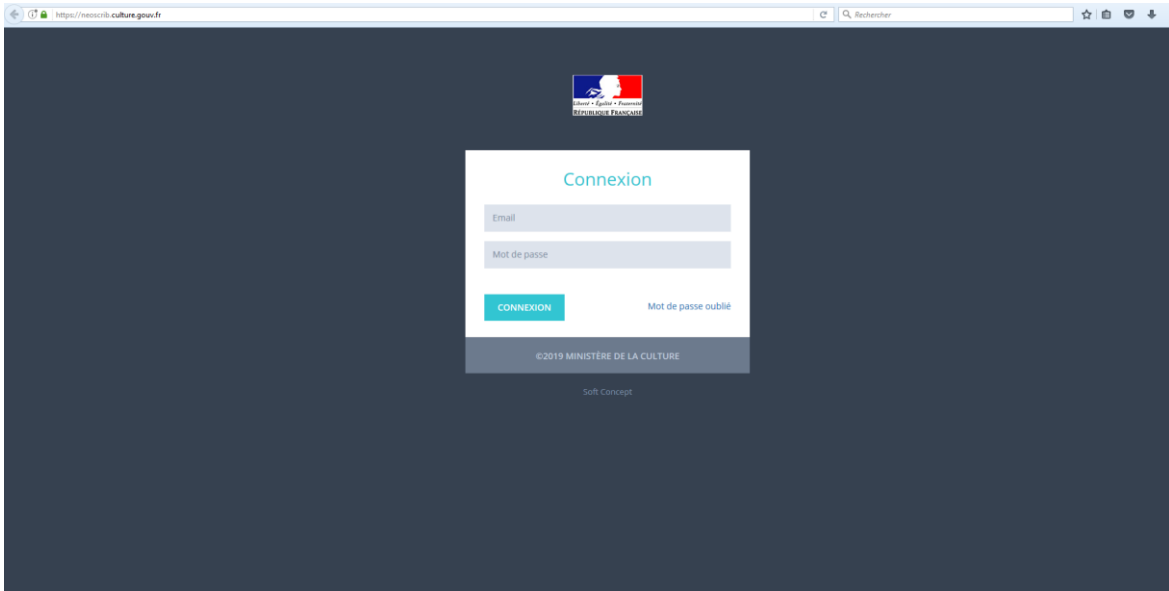 https://neoscrib.culture.gouv.fr
Rechercher
Liberté • Égalité • Fraternité
RÉPUBLIQUE FRANÇAISE
Connexion
Email
Mot de passe
CONNEXION
Mot de passe oublié
©2019 MINISTÈRE DE LA CULTURE
Soft Concept